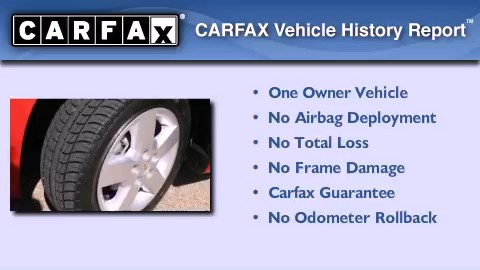 CARFAX® CARFAX Vehicle History Report™
• One Owner Vehicle
• No Airbag Deployment
• No Total Loss
• No Frame Damage
• Carfax Guarantee
• No Odometer Rollback